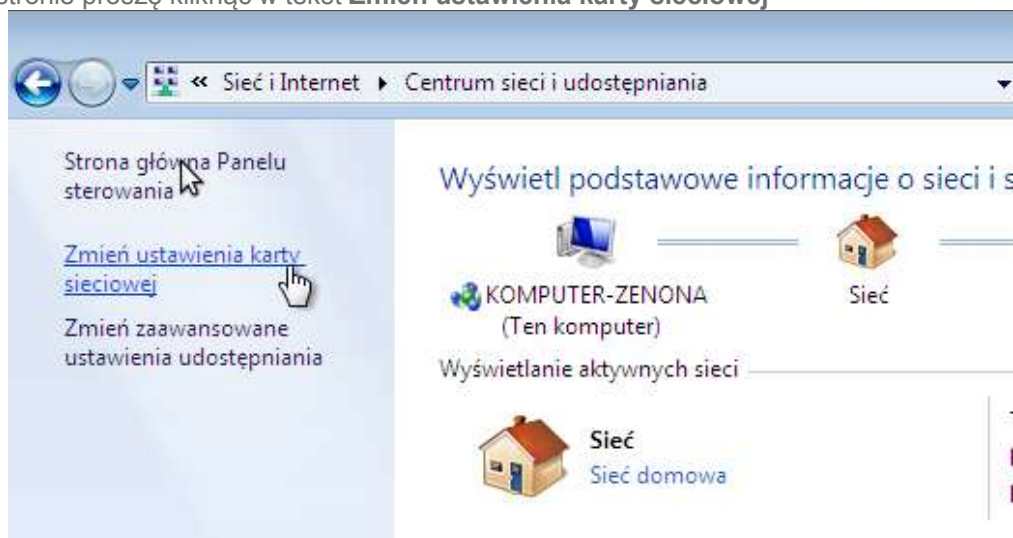 stronie proszę kliknąć w tekst Zmień ustawienia karty sieciowej
« Sieć i Internet ▸ Centrum sieci i udostępniania
Strona główna Panelu
sterowania
Zmień ustawienia karty
sieciowej
Zmień zaawansowane
ustawienia udostępniania
Wyświetl podstawowe informacje o sieci i s
KOMPUTER-ZENONA
(Ten komputer)
Sieć
Wyświetlanie aktywnych sieci
Sieć
Sieć domowa